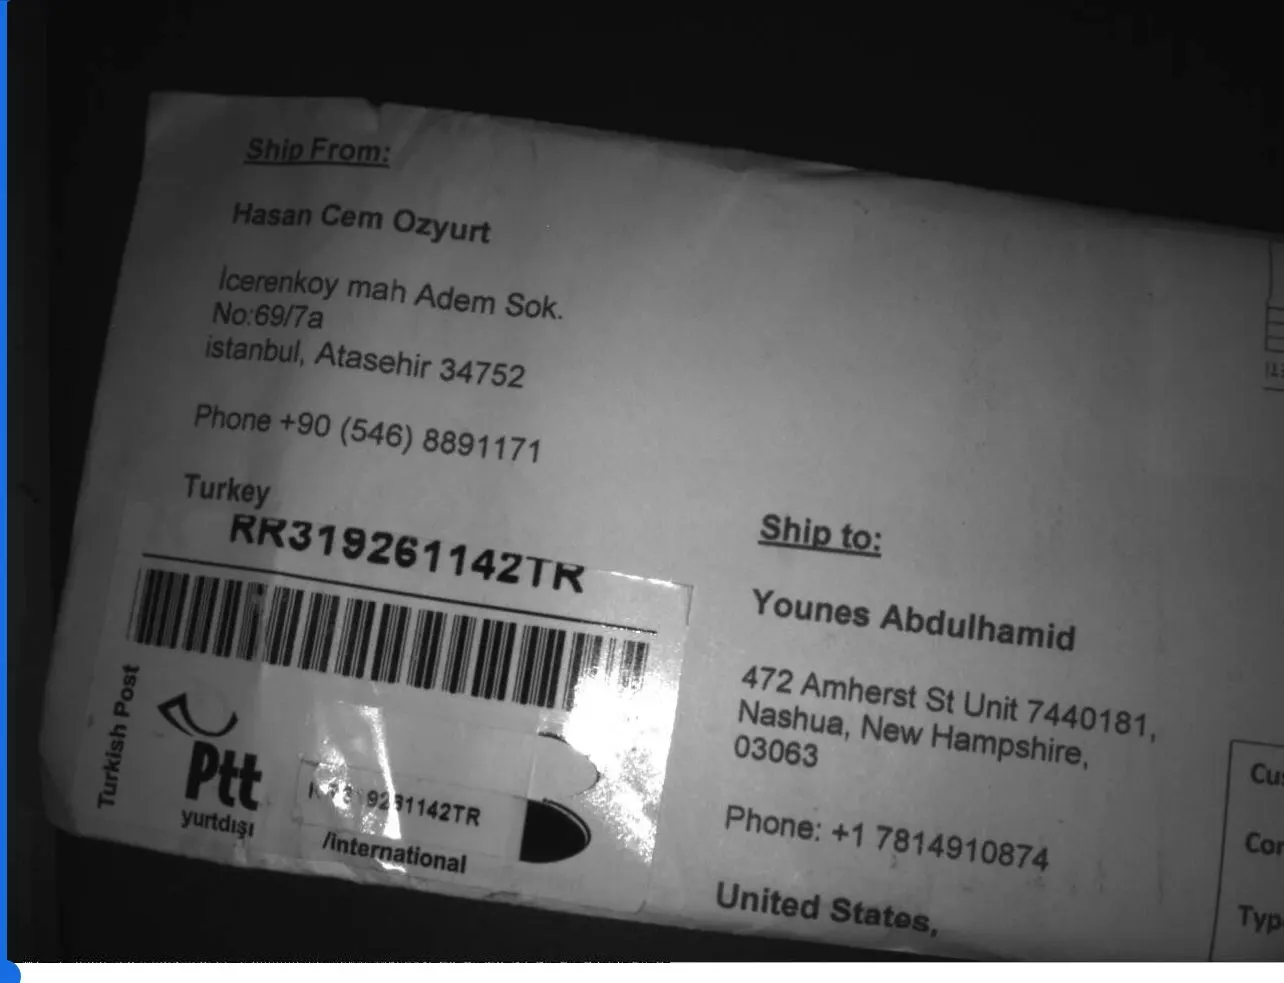 Ship From:
Hasan Cem Ozyurt
Icerenkoy mah Adem Sok.
No:69/7a
istanbul, Atasehir 34752
Phone +90 (546) 8891171
Turkey
RR319261142TR
Turkish Post
Ptt
yurtdışı
/international
Ship to:
Younes Abdulhamid
472 Amherst St Unit 7440181,
Nashua, New Hampshire,
03063
Phone: +1 7814910874
United States,